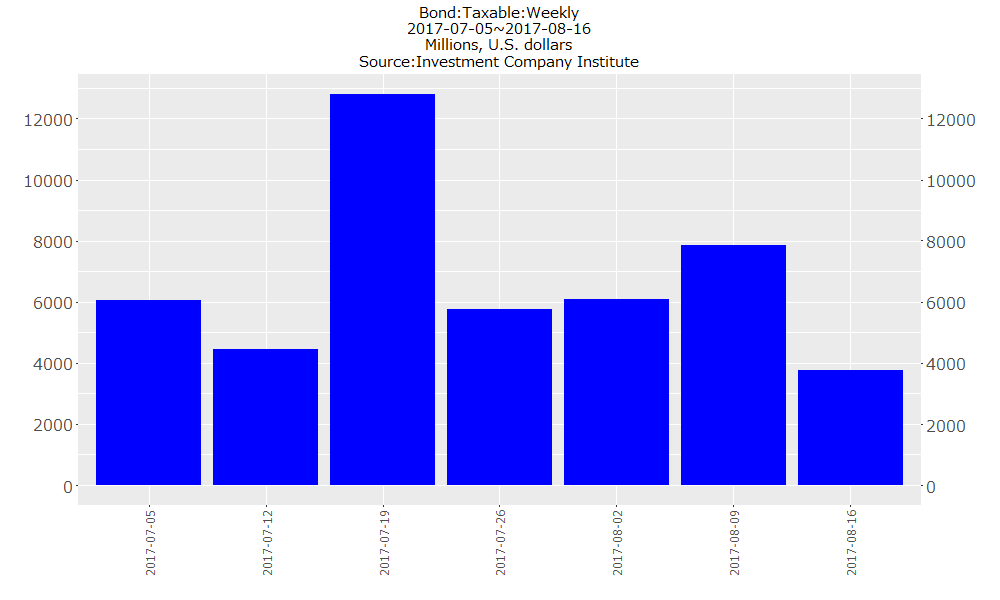 Bond:Taxable:Weekly
2017-07-05~2017-08-16
Millions, U.S. dollars
Source:Investment Company Institute
12000 12000
10000 10000
8000 8000
6000 6000
4000 4000
2000 2000
0 0
2017-07-05 2017-07-12 2017-07-19 2017-07-26 2017-08-02 2017-08-09 2017-08-16